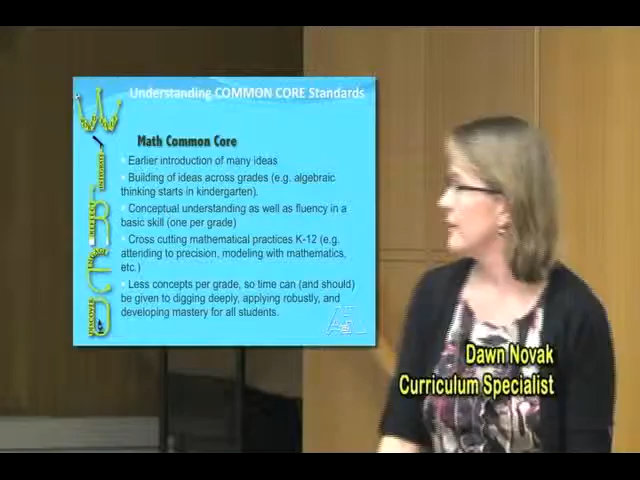 Understanding COMMON CORE Standards
Math Common Core
Earlier introduction of many ideas
Building of ideas across grades (e.g. algebraic
thinking starts in kindergarten).
Conceptual understanding as well as fluency in a
basic skill (one per grade)
Cross cutting mathematical practices K-12 (e.g.
attending to precision, modeling with mathematics,
etc.)
Less concepts per grade, so time can (and should)
be given to digging deeply, applying robustly, and
developing mastery for all students.
DISCOVER
REFLECT
Dawn Novak
Curriculum Specialist